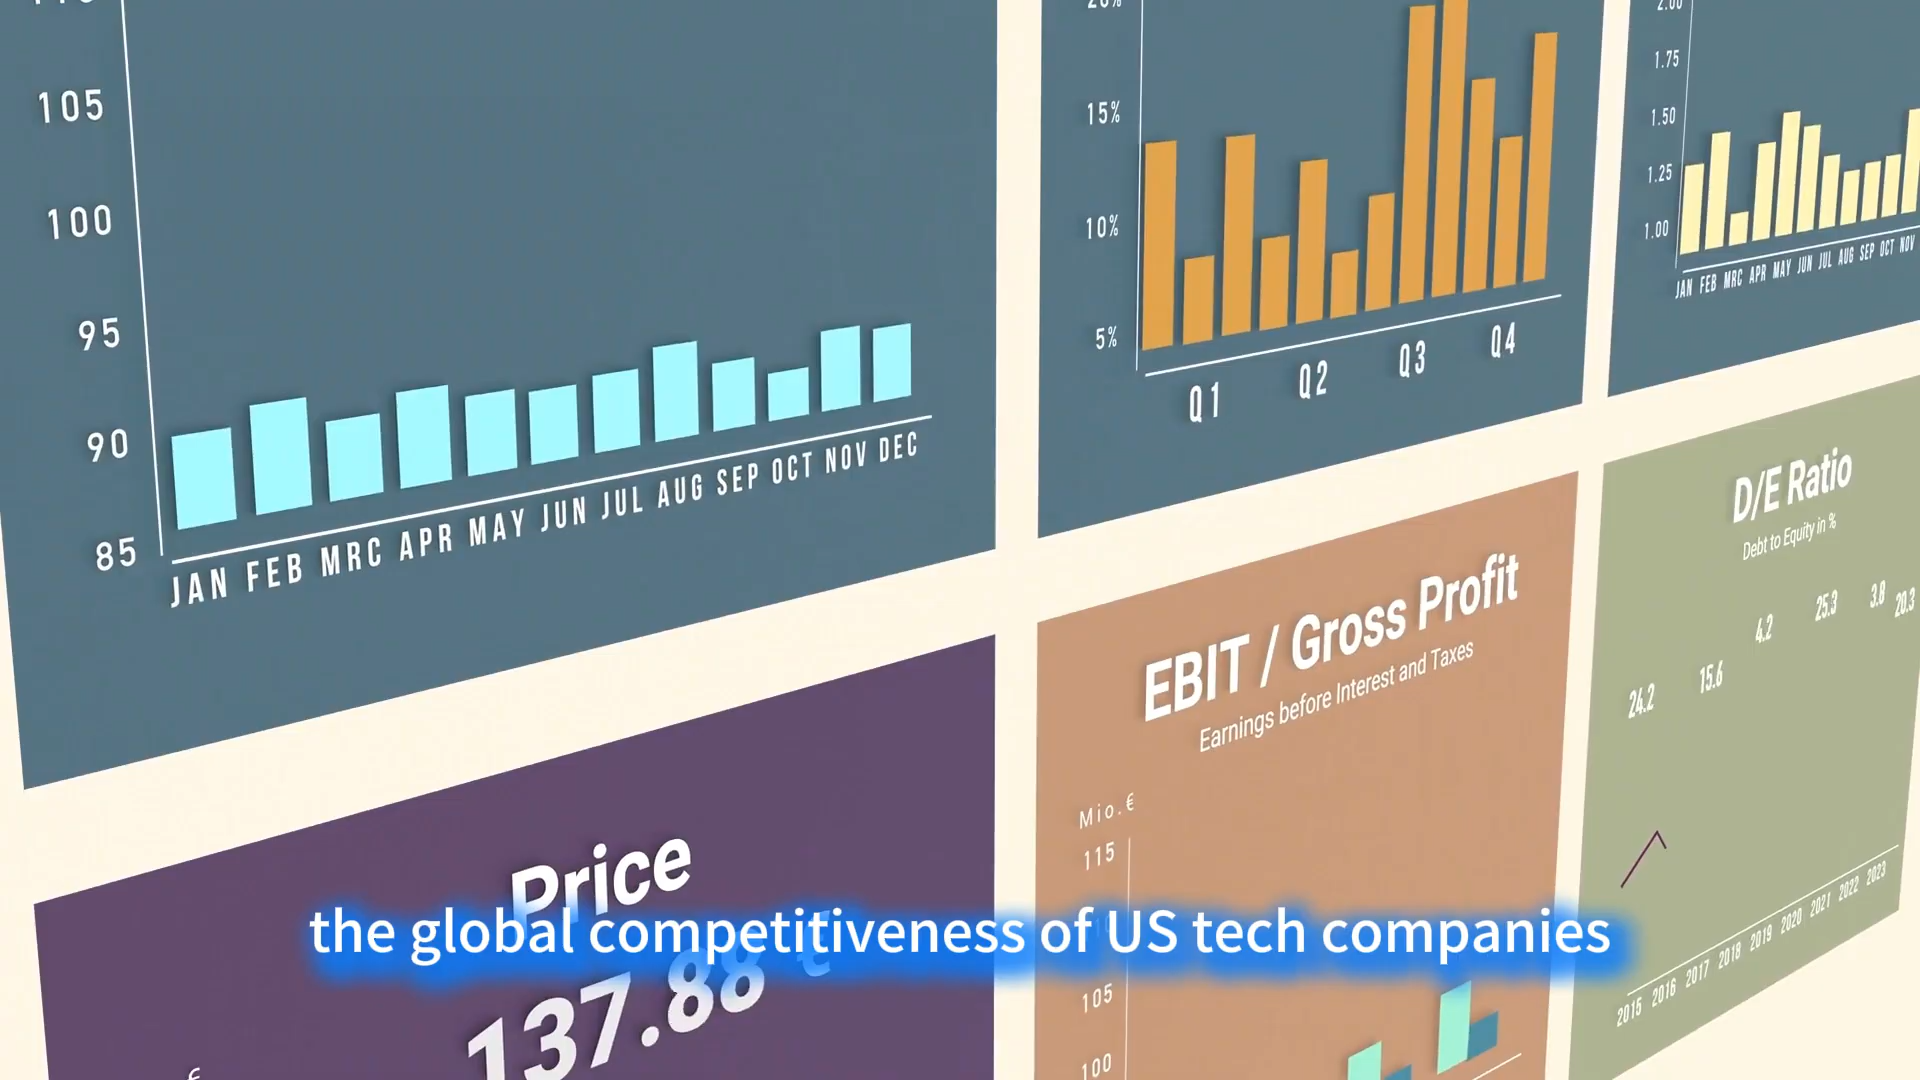 105
100
95
90
85
JAN FEB MRC APR MAY JUN JUL AUG SEP OCT NOV DEC
20%
15%
10%
5%
Q1 Q2 Q3 Q4
2.00
1.75
1.50
1.25
1.00
JAN FEB MRC APR MAY JUN JUL AUG SEP OCT NOV
Price
137.88 €
€
EBIT / Gross Profit
Earnings before Interest and Taxes
Mio.€
115
105
100
D/E Ratio
Debt to Equity in %
24.2 15.6 4.2 25.3 3.8 20.3
2015 2016 2017 2018 2019 2020 2021 2022 2023
the global competitiveness of US tech companies